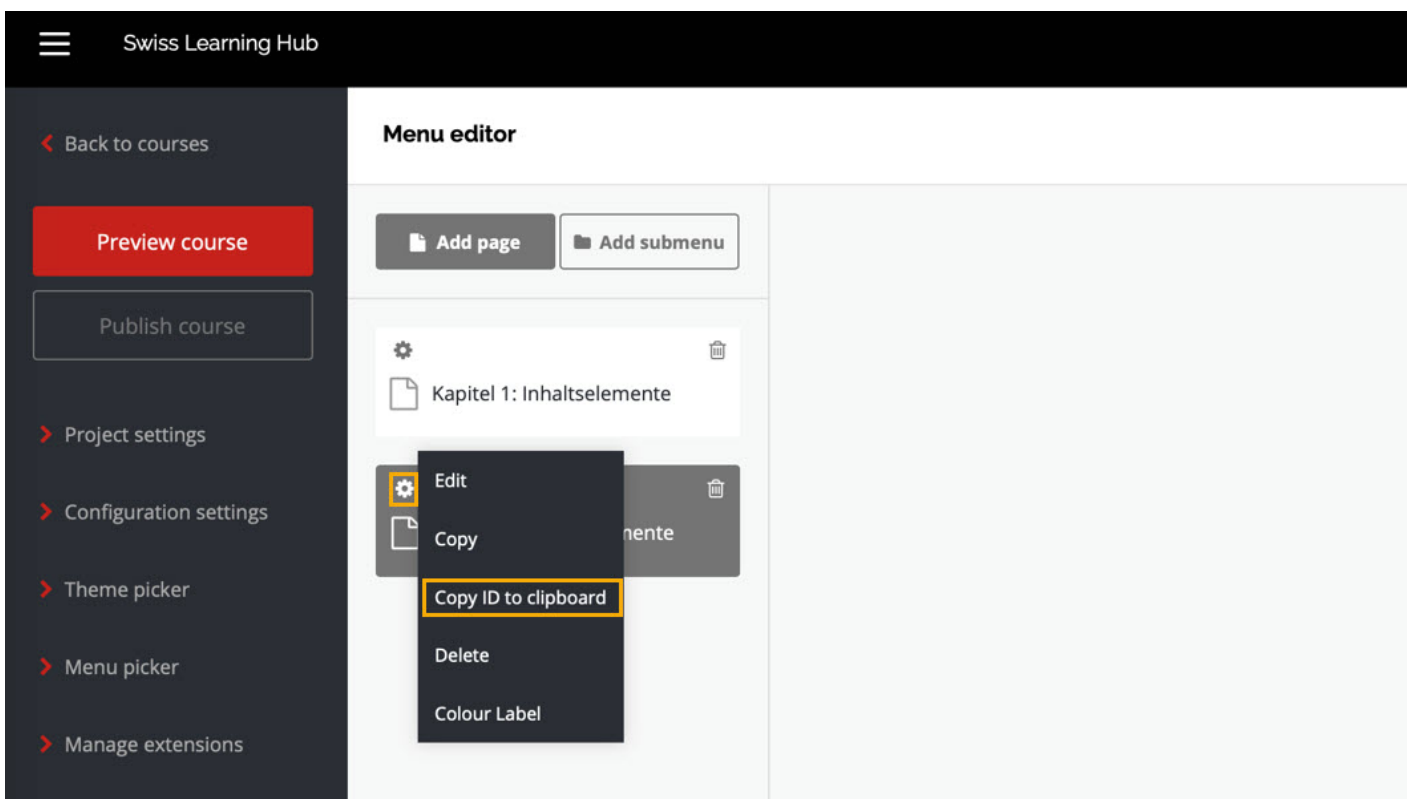 Swiss Learning Hub
Back to courses
Preview course
Publish course
Project settings
Configuration settings
Theme picker
Menu picker
Manage extensions
Menu editor
Add page
Add submenu
Kapitel 1: Inhaltselemente
Edit
Copy
Copy ID to clipboard
Delete
Colour Label